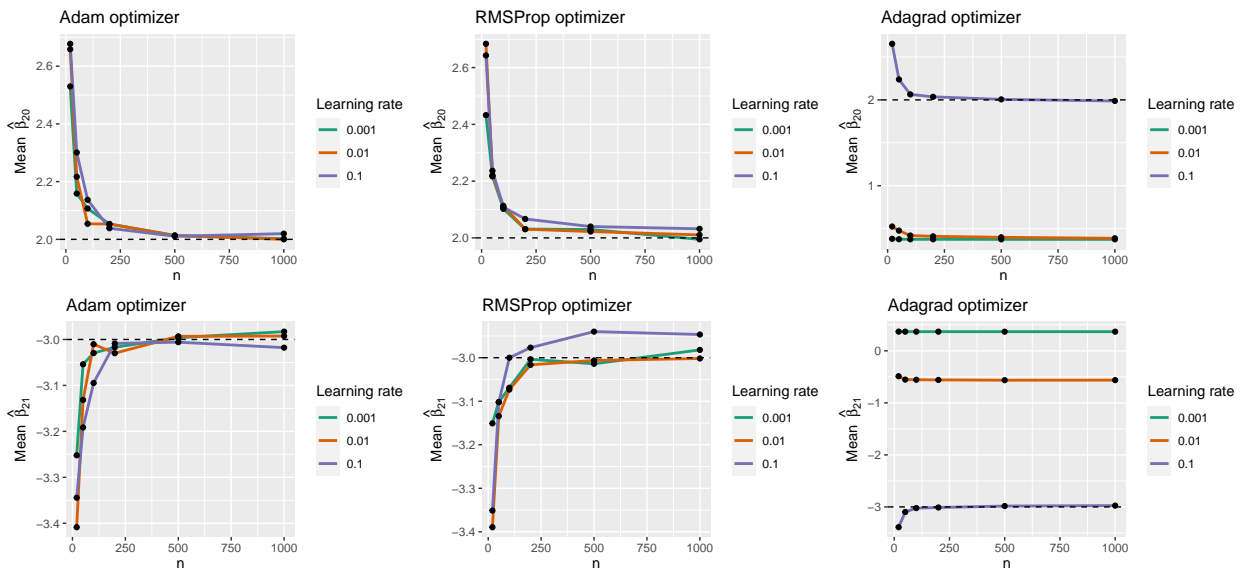 Adam optimizer
Mean β̂20
2.6
2.4
2.2
2.0
0 250 500 750 1000
n
Learning rate
0.001
0.01
0.1
RMSProp optimizer
Mean β̂20
2.6
2.4
2.2
2.0
0 250 500 750 1000
n
Learning rate
0.001
0.01
0.1
Adagrad optimizer
Mean β̂20
2
1
0 250 500 750 1000
n
Learning rate
0.001
0.01
0.1
Adam optimizer
Mean β̂21
−3.0
−3.1
−3.2
−3.3
−3.4
0 250 500 750 1000
n
Learning rate
0.001
0.01
0.1
RMSProp optimizer
Mean β̂21
−3.0
−3.1
−3.2
−3.3
−3.4
0 250 500 750 1000
n
Learning rate
0.001
0.01
0.1
Adagrad optimizer
Mean β̂21
0
−1
−2
−3
0 250 500 750 1000
n
Learning rate
0.001
0.01
0.1